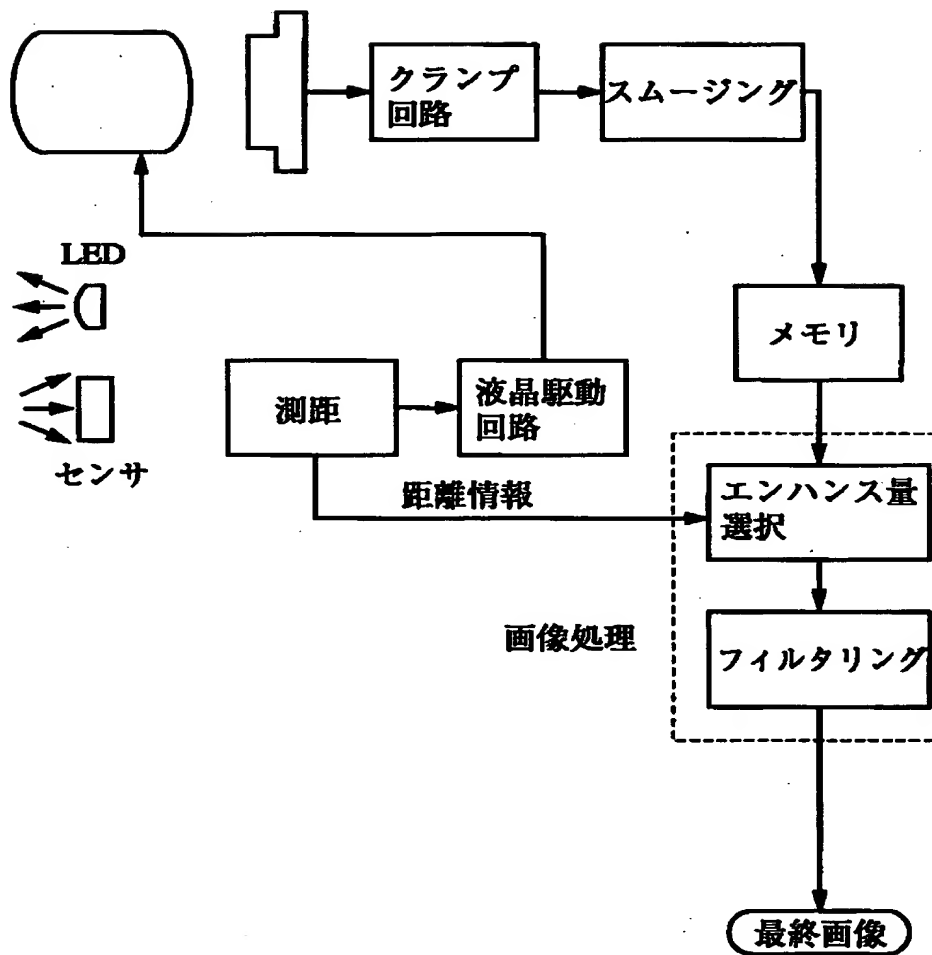 クランプ
回路
スムージング
LED
メモリ
測距
液晶駆動
回路
センサ
距離情報
エンハンス量
選択
画像処理
フィルタリング
最終画像